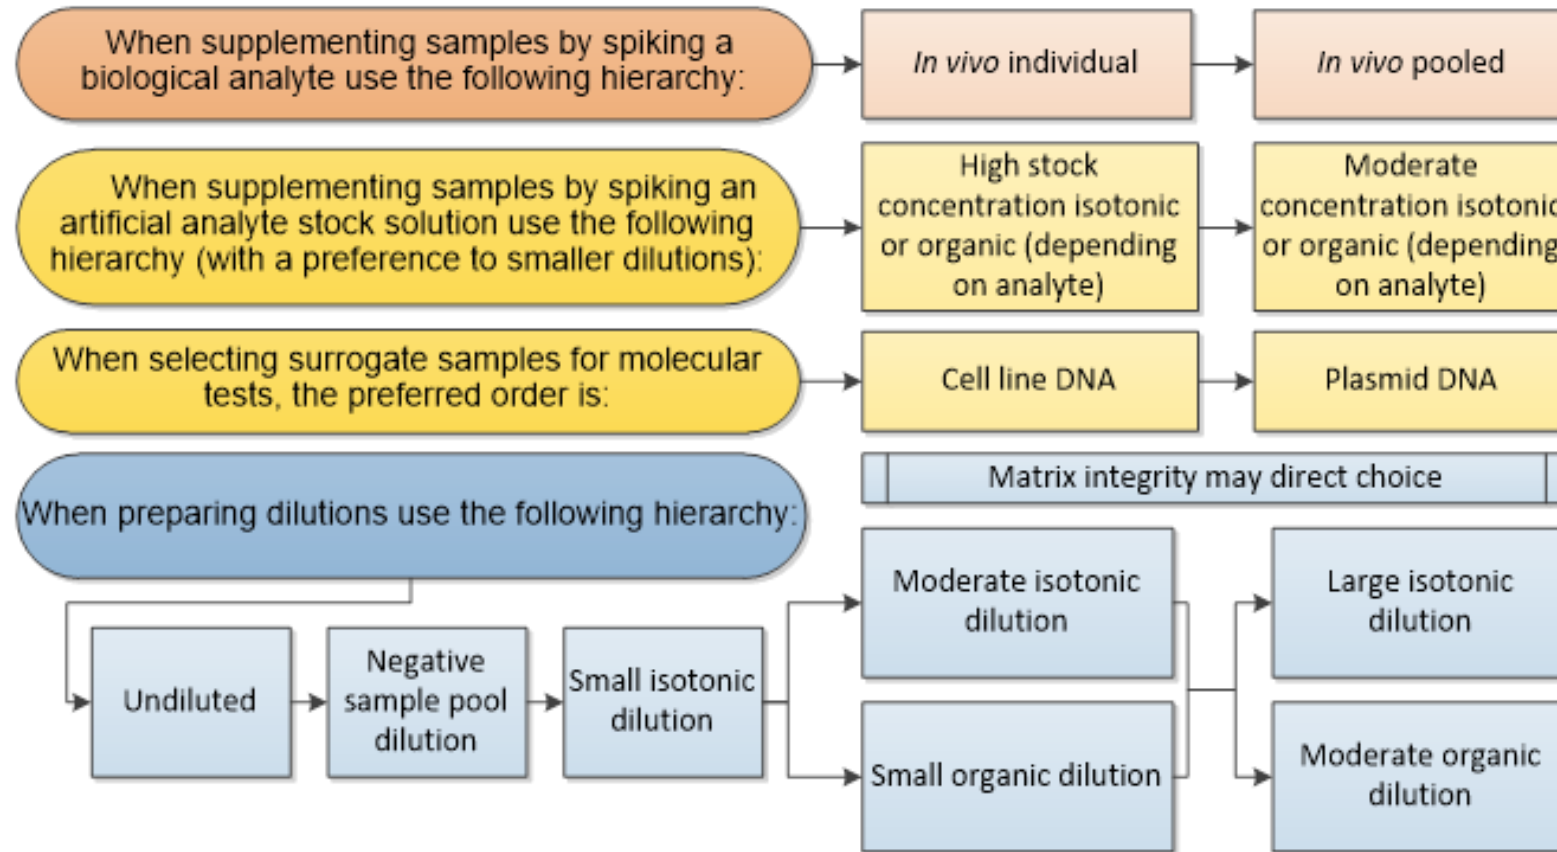 When supplementing samples by spiking a
biological analyte use the following hierarchy:
In vivo individual
In vivo pooled
When supplementing samples by spiking an
artificial analyte stock solution use the following
hierarchy (with a preference to smaller dilutions):
High stock
concentration isotonic
or organic (depending
on analyte)
Moderate
concentration isotonic
or organic (depending
on analyte)
When selecting surrogate samples for molecular
tests, the preferred order is:
Cell line DNA
Plasmid DNA
When preparing dilutions use the following hierarchy:
Matrix integrity may direct choice
Undiluted
Negative
sample pool
dilution
Small isotonic
dilution
Moderate isotonic
dilution
Small organic dilution
Large isotonic
dilution
Moderate organic
dilution